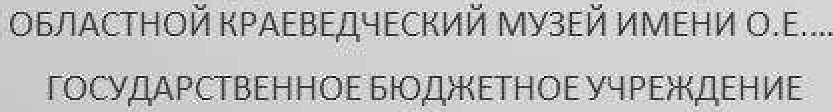 ОБЛАСТНОЙ КРАЕВЕДЧЕСКИЙ МУЗЕЙ ИМЕНИ О.Е....
ГОСУДАРСТВЕННОЕ БЮДЖЕТНОЕ УЧРЕЖДЕНИЕ